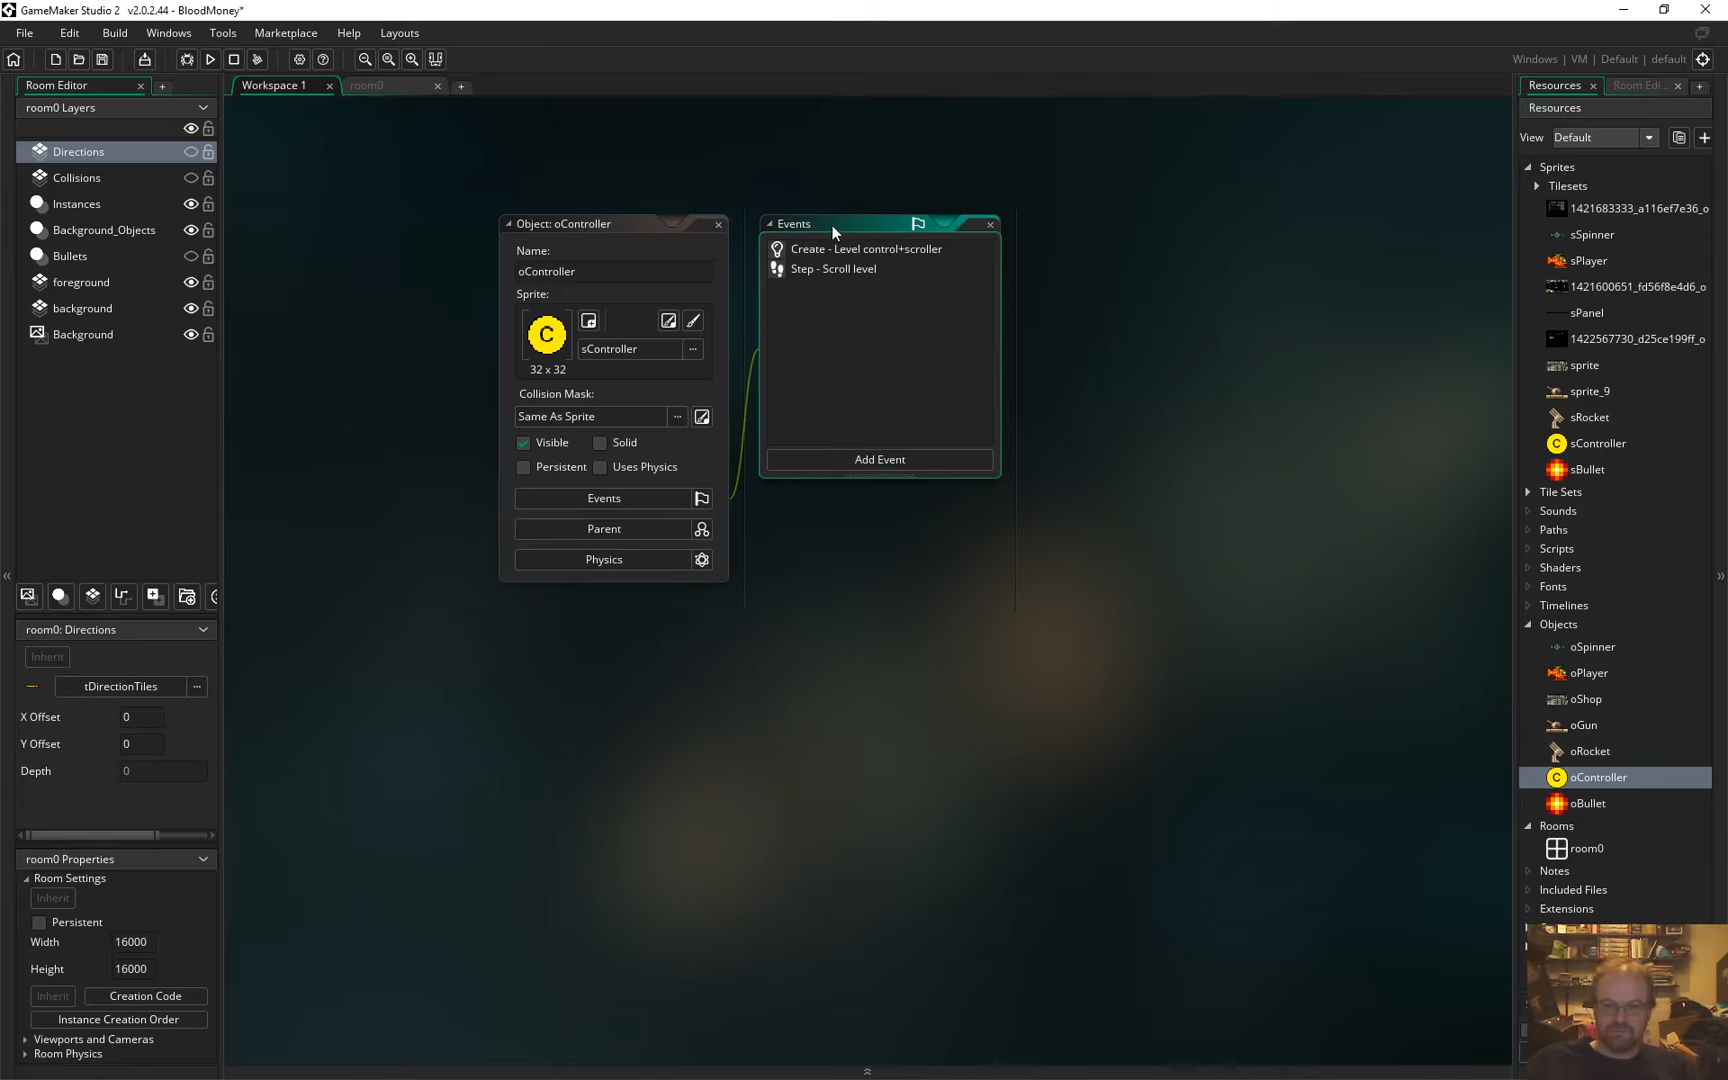 GameMaker Studio 2 v2.0.2.44 - BloodMoney*
File Edit Build Windows Tools Marketplace Help Layouts
Windows | VM | Default | default
Room Editor
room0 Layers
Directions
Collisions
Instances
Background_Objects
Bullets
foreground
background
Background
room0: Directions
Inherit
tDirectionTiles
X Offset 0
Y Offset 0
Depth 0
room0 Properties
Room Settings
Inherit
Persistent
Width 16000
Height 16000
Inherit Creation Code
Instance Creation Order
Viewports and Cameras
Room Physics
Workspace 1 room0
Object: oController
Name:
oController
Sprite:
C
sController
32 x 32
Collision Mask:
Same As Sprite
Visible Solid
Persistent Uses Physics
Events
Parent
Physics
Events
Create - Level control+scroller
Step - Scroll level
Add Event
Resources Room Edi...
Resources
View Default
Sprites
Tilesets
1421683333_a116ef7e36_o
sSpinner
sPlayer
1421600651_fd56f8e4d6_o
sPanel
1422567730_d25ce199ff_o
sprite
sprite_9
sRocket
C sController
sBullet
Tile Sets
Sounds
Paths
Scripts
Shaders
Fonts
Timelines
Objects
oSpinner
oPlayer
oShop
oGun
oRocket
C oController
oBullet
Rooms
room0
Notes
Included Files
Extensions